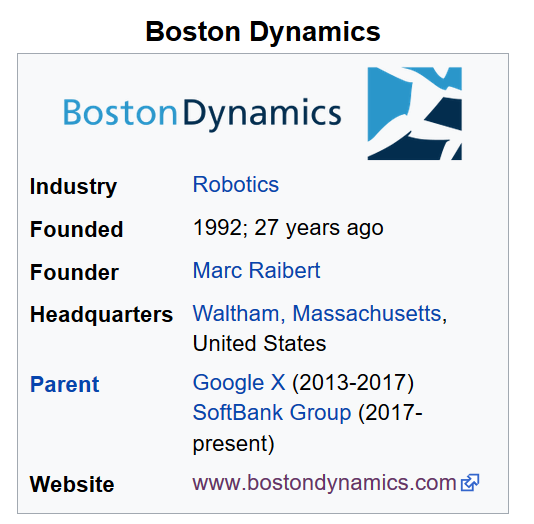 Boston Dynamics
BostonDynamics
Industry Robotics
Founded 1992; 27 years ago
Founder Marc Raibert
Headquarters Waltham, Massachusetts,
United States
Parent Google X (2013-2017)
SoftBank Group (2017-
present)
Website www.bostondynamics.com